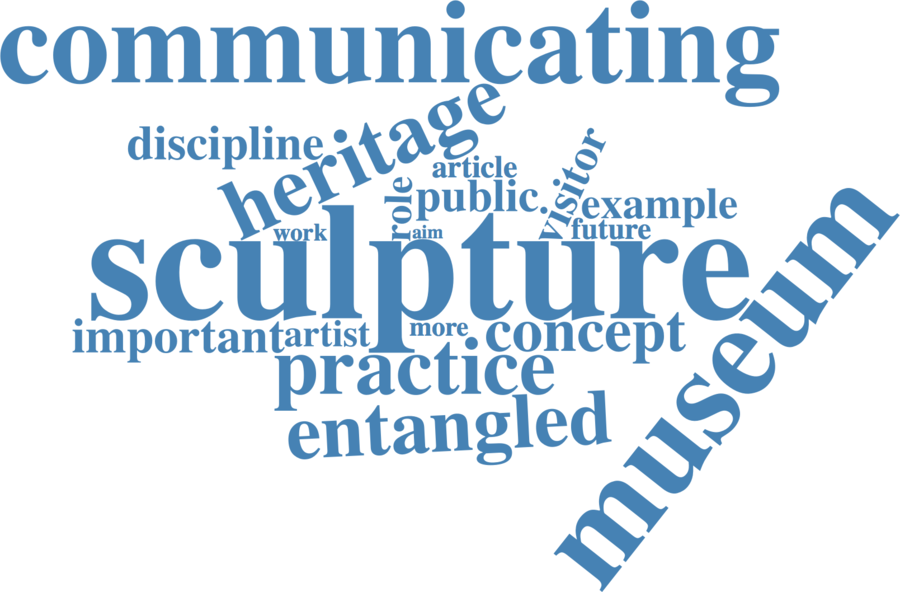 communicating
heritage
discipline
article
visitor
role
public
example
work
aim
future
sculpture
museum
important
artist
more
concept
practice
entangled